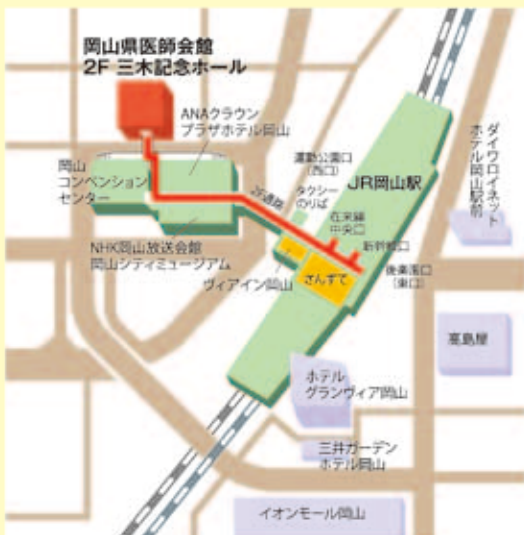 岡山県医師会館
2F 三木記念ホール
ANAクラウン
プラザホテル岡山
岡山
コンベンション
センター
運動公園口
(西口)
タクシー
のりば
2F通路
JR岡山駅
ダイワロイネット
ホテル岡山駅前
在来線
中央口
新幹線口
NHK岡山放送会館
岡山シティミュージアム
ヴィアイン岡山
さんすて
後楽園口
(東口)
高島屋
ホテル
グランヴィア岡山
三井ガーデン
ホテル岡山
イオンモール岡山